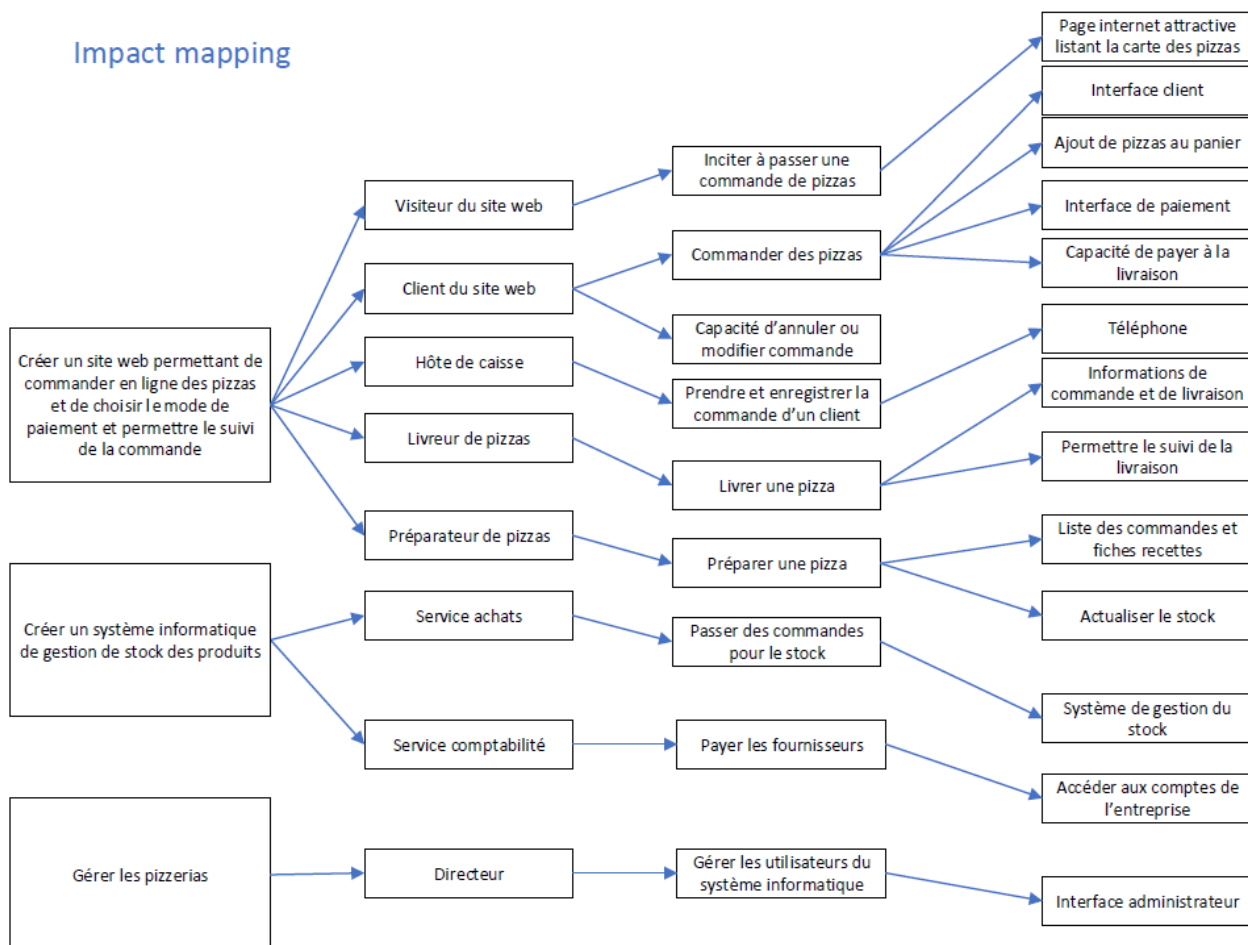 Impact mapping
Créer un site web permettant de
commander en ligne des pizzas
et de choisir le mode de
paiement et permettre le suivi
de la commande
Créer un système informatique
de gestion de stock des produits
Gérer les pizzerias
Visiteur du site web
Client du site web
Hôte de caisse
Livreur de pizzas
Préparateur de pizzas
Service achats
Service comptabilité
Directeur
Inciter à passer une
commande de pizzas
Commander des pizzas
Capacité d’annuler ou
modifier commande
Prendre et enregistrer la
commande d’un client
Livrer une pizza
Préparer une pizza
Passer des commandes
pour le stock
Payer les fournisseurs
Gérer les utilisateurs du
système informatique
Page internet attractive
listant la carte des pizzas
Interface client
Ajout de pizzas au panier
Interface de paiement
Capacité de payer à la
livraison
Téléphone
Informations de
commande et de livraison
Permettre le suivi de la
livraison
Liste des commandes et
fiches recettes
Actualiser le stock
Système de gestion du
stock
Accéder aux comptes de
l’entreprise
Interface administrateur